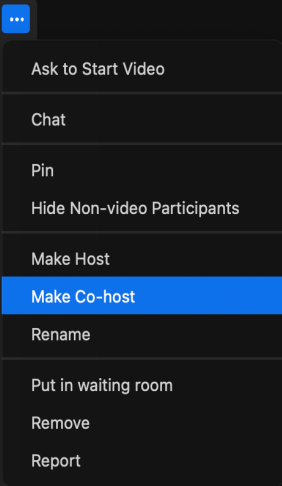 Ask to Start Video
Chat
Pin
Hide Non-video Participants
Make Host
Make Co-host
Rename
Put in waiting room
Remove
Report